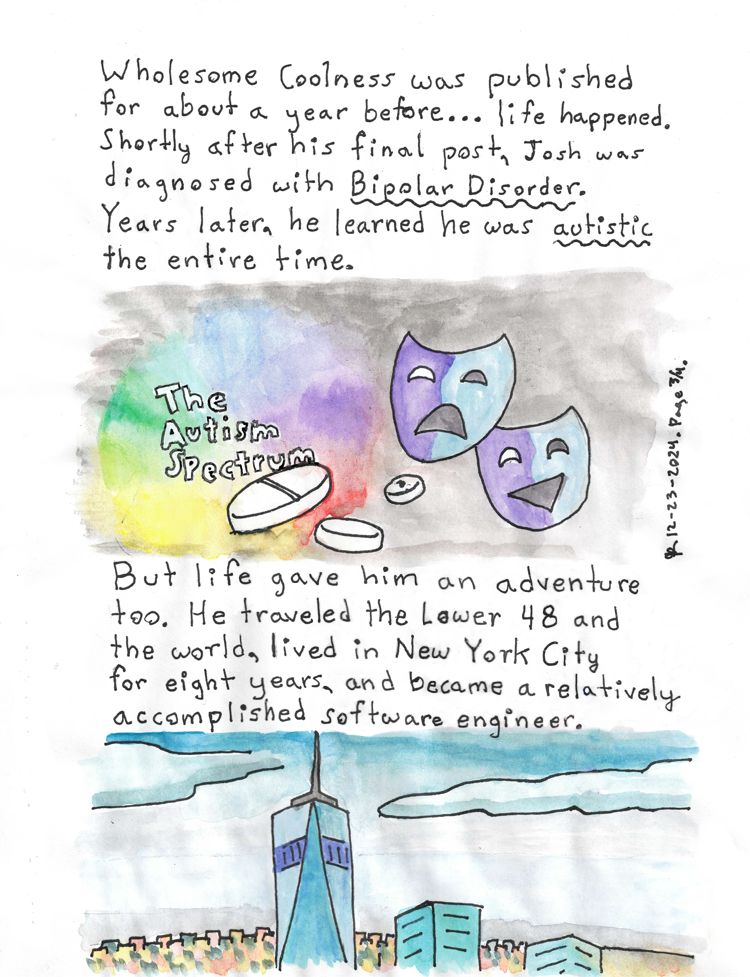 Wholesome Coolness was published
for about a year before... life happened.
Shortly after his final post, Josh was
diagnosed with Bipolar Disorder.
Years later, he learned he was autistic
the entire time.
The
Autism
Spectrum
JR 12-23-2024. Page 3/4.
But life gave him an adventure
too. He traveled the Lower 48 and
the world, lived in New York City
for eight years, and became a relatively
accomplished software engineer.